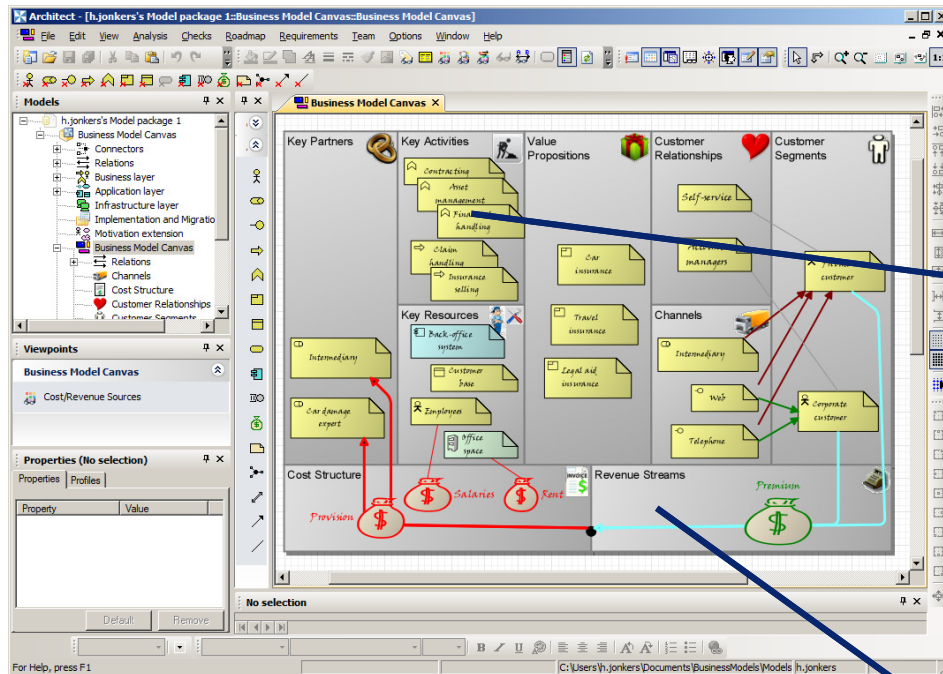 Architect - [h.jonkers's Model package 1::Business Model Canvas::Business Model Canvas]
File Edit View Analysis Checks Roadmap Requirements Team Options Window Help
Models
h.jonkers's Model package 1
Business Model Canvas
Connectors
Relations
Business layer
Application layer
Infrastructure layer
Implementation and Migratio
Motivation extension
Business Model Canvas
Relations
Channels
Cost Structure
Customer Relationships
Customer Segments
Viewpoints
Business Model Canvas
Cost/Revenue Sources
Properties (No selection)
Properties Profiles
Property Value
Default Remove
Business Model Canvas X
Key Partners
Intermediary
Car damage
expert
Key Activities
Contracting
Asset
management
handling
Claim
handling
Insurance
selling
Key Resources
Back-office
system
Customer
base
Employees
Office
space
Value
Propositions
Car
insurance
Travel
insurance
Legal aid
insurance
Customer
Relationships
Self-service
managers
Channels
Intermediary
Web
Telephone
Customer
Segments
customer
Corporate
customer
Cost Structure
INVOICE
$
Provision
$
$
Salaries
$
Rent
Revenue Streams
Premium
$
No selection
B I U
For Help, press F1
C:\Users\h.jonkers\Documents\BusinessModels\Models h.jonkers